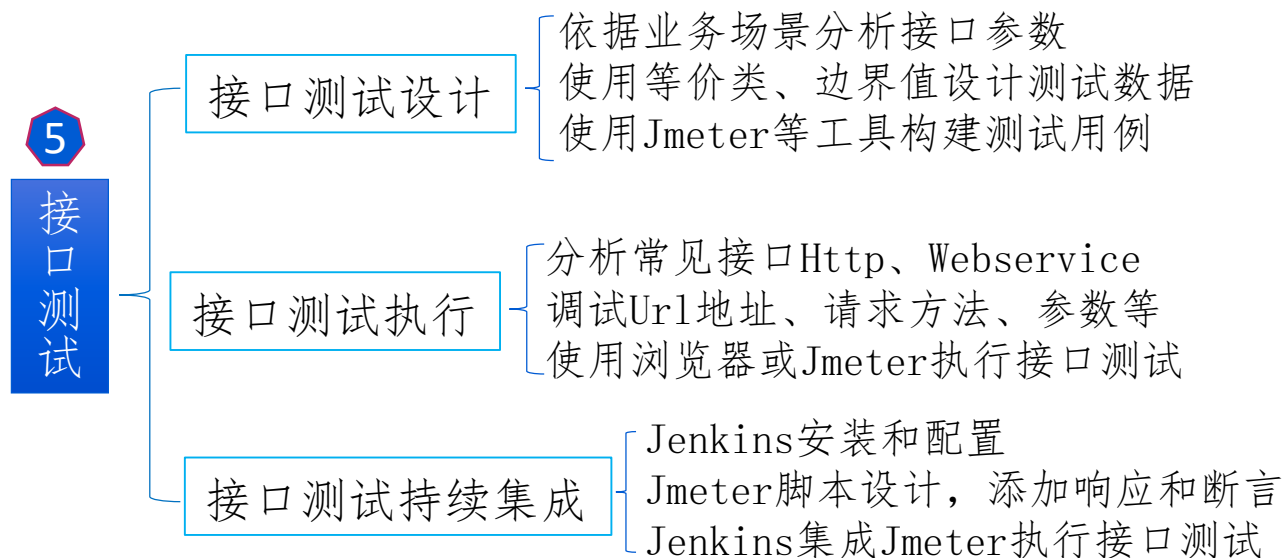 5
接口测试
接口测试设计
依据业务场景分析接口参数
使用等价类、边界值设计测试数据
使用Jmeter等工具构建测试用例
接口测试执行
分析常见接口Http、Webservice
调试Url地址、请求方法、参数等
使用浏览器或Jmeter执行接口测试
接口测试持续集成
Jenkins安装和配置
Jmeter脚本设计，添加响应和断言
Jenkins集成Jmeter执行接口测试